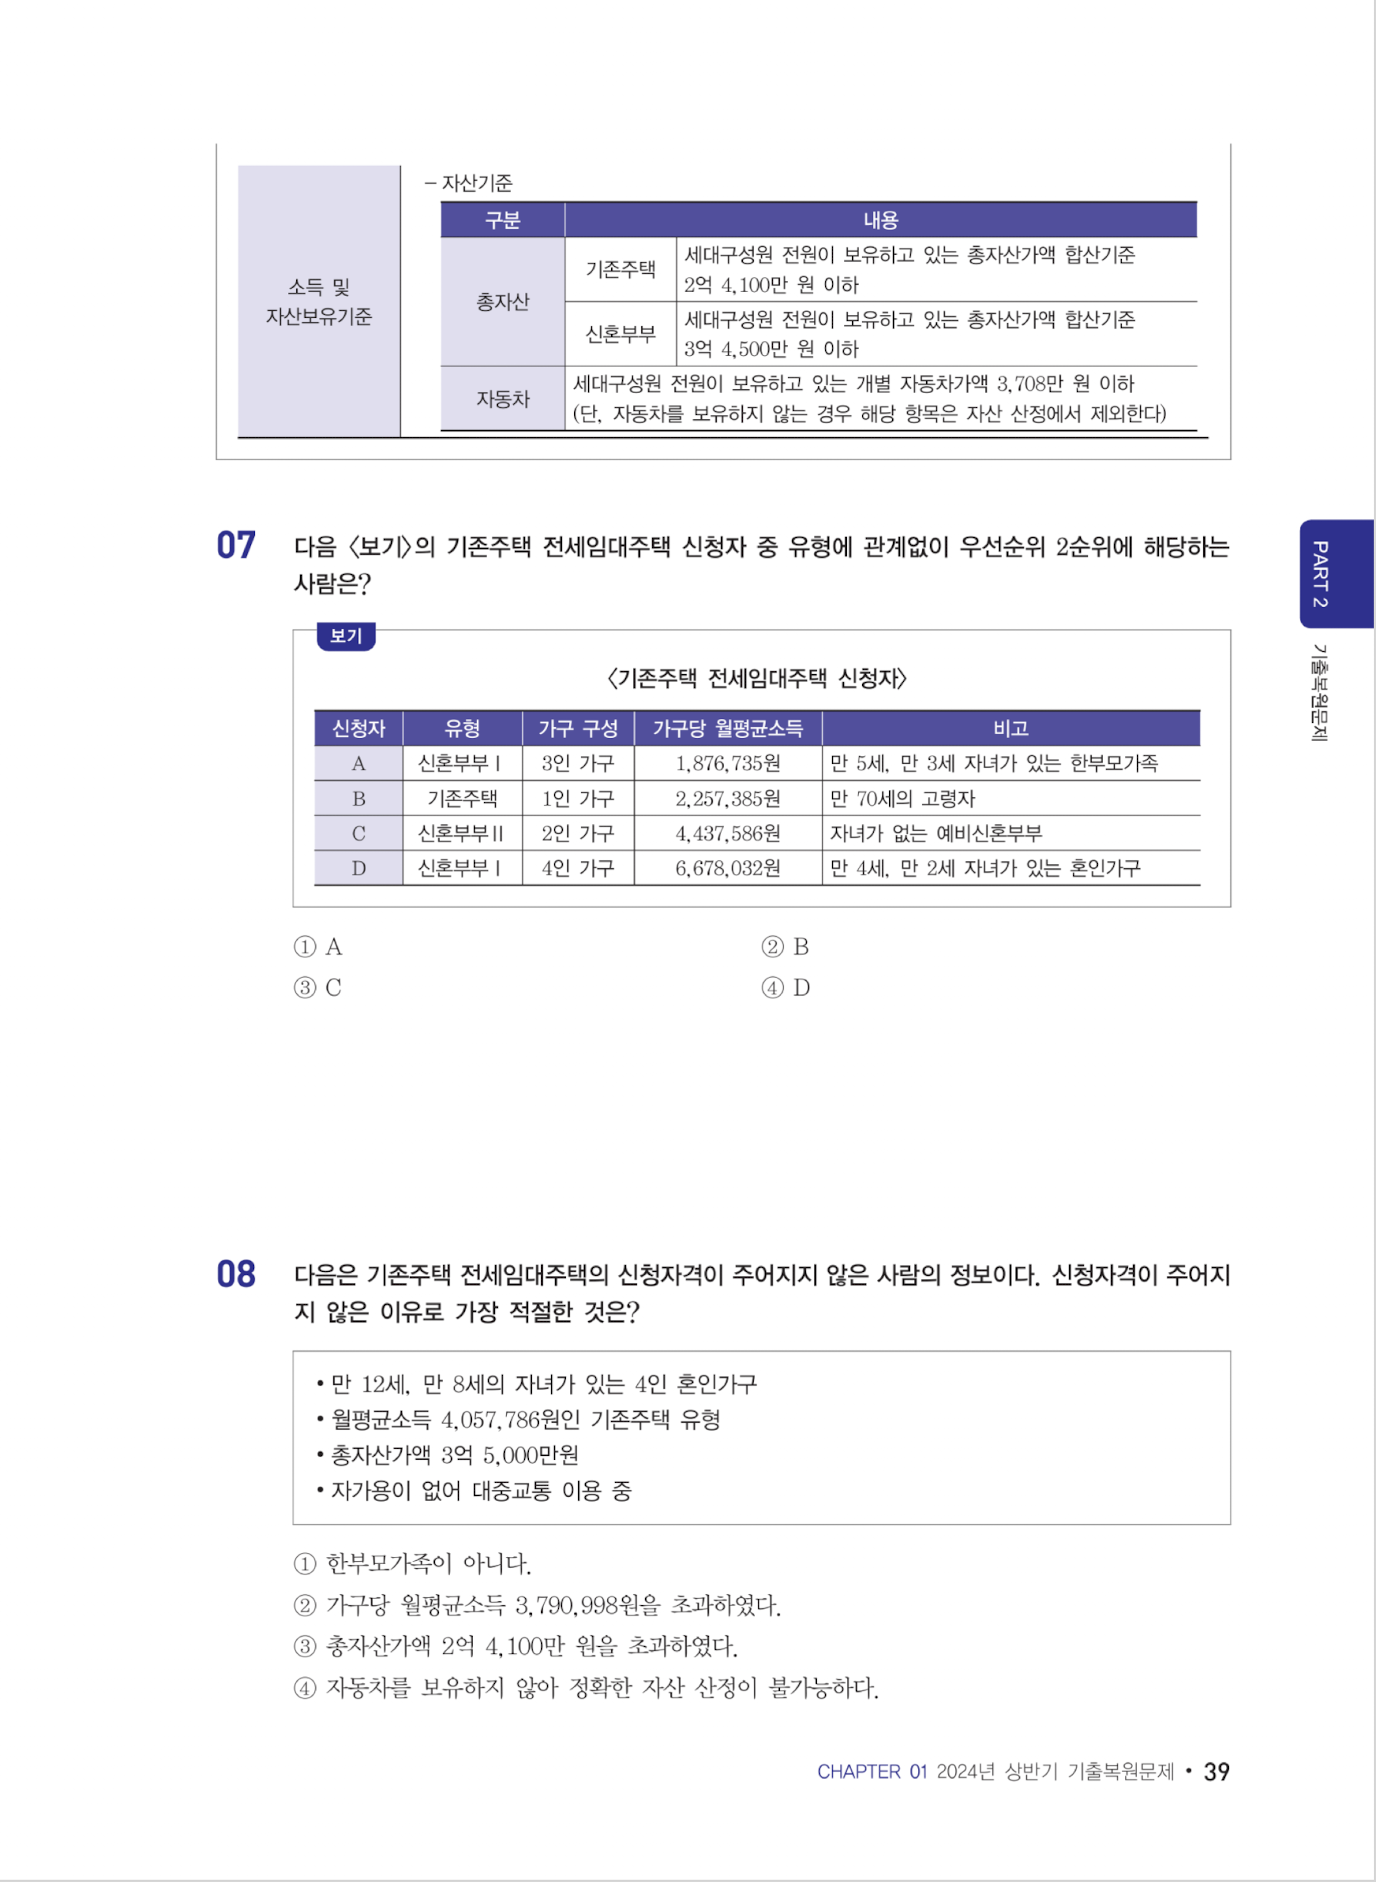 – 자산기준
구분 내용
소득 및
자산보유기준
총자산
기존주택
세대구성원 전원이 보유하고 있는 총자산가액 합산기준
2억 4,100만 원 이하
신혼부부
세대구성원 전원이 보유하고 있는 총자산가액 합산기준
3억 4,500만 원 이하
자동차
세대구성원 전원이 보유하고 있는 개별 자동차가액 3,708만 원 이하
(단, 자동차를 보유하지 않는 경우 해당 항목은 자산 산정에서 제외한다)
07 다음 〈보기〉의 기존주택 전세임대주택 신청자 중 유형에 관계없이 우선순위 2순위에 해당하는
사람은?
보기
〈기존주택 전세임대주택 신청자〉
신청자 유형 가구 구성 가구당 월평균소득 비고
A 신혼부부Ⅰ 3인 가구 1,876,735원 만 5세, 만 3세 자녀가 있는 한부모가족
B 기존주택 1인 가구 2,257,385원 만 70세의 고령자
C 신혼부부Ⅱ 2인 가구 4,437,586원 자녀가 없는 예비신혼부부
D 신혼부부Ⅰ 4인 가구 6,678,032원 만 4세, 만 2세 자녀가 있는 혼인가구
① A ② B
③ C ④ D
08 다음은 기존주택 전세임대주택의 신청자격이 주어지지 않은 사람의 정보이다. 신청자격이 주어지
지 않은 이유로 가장 적절한 것은?
• 만 12세, 만 8세의 자녀가 있는 4인 혼인가구
• 월평균소득 4,057,786원인 기존주택 유형
• 총자산가액 3억 5,000만원
• 자가용이 없어 대중교통 이용 중
① 한부모가족이 아니다.
② 가구당 월평균소득 3,790,998원을 초과하였다.
③ 총자산가액 2억 4,100만 원을 초과하였다.
④ 자동차를 보유하지 않아 정확한 자산 산정이 불가능하다.
PART 2
기출복원문제
CHAPTER 01 2024년 상반기 기출복원문제 • 39